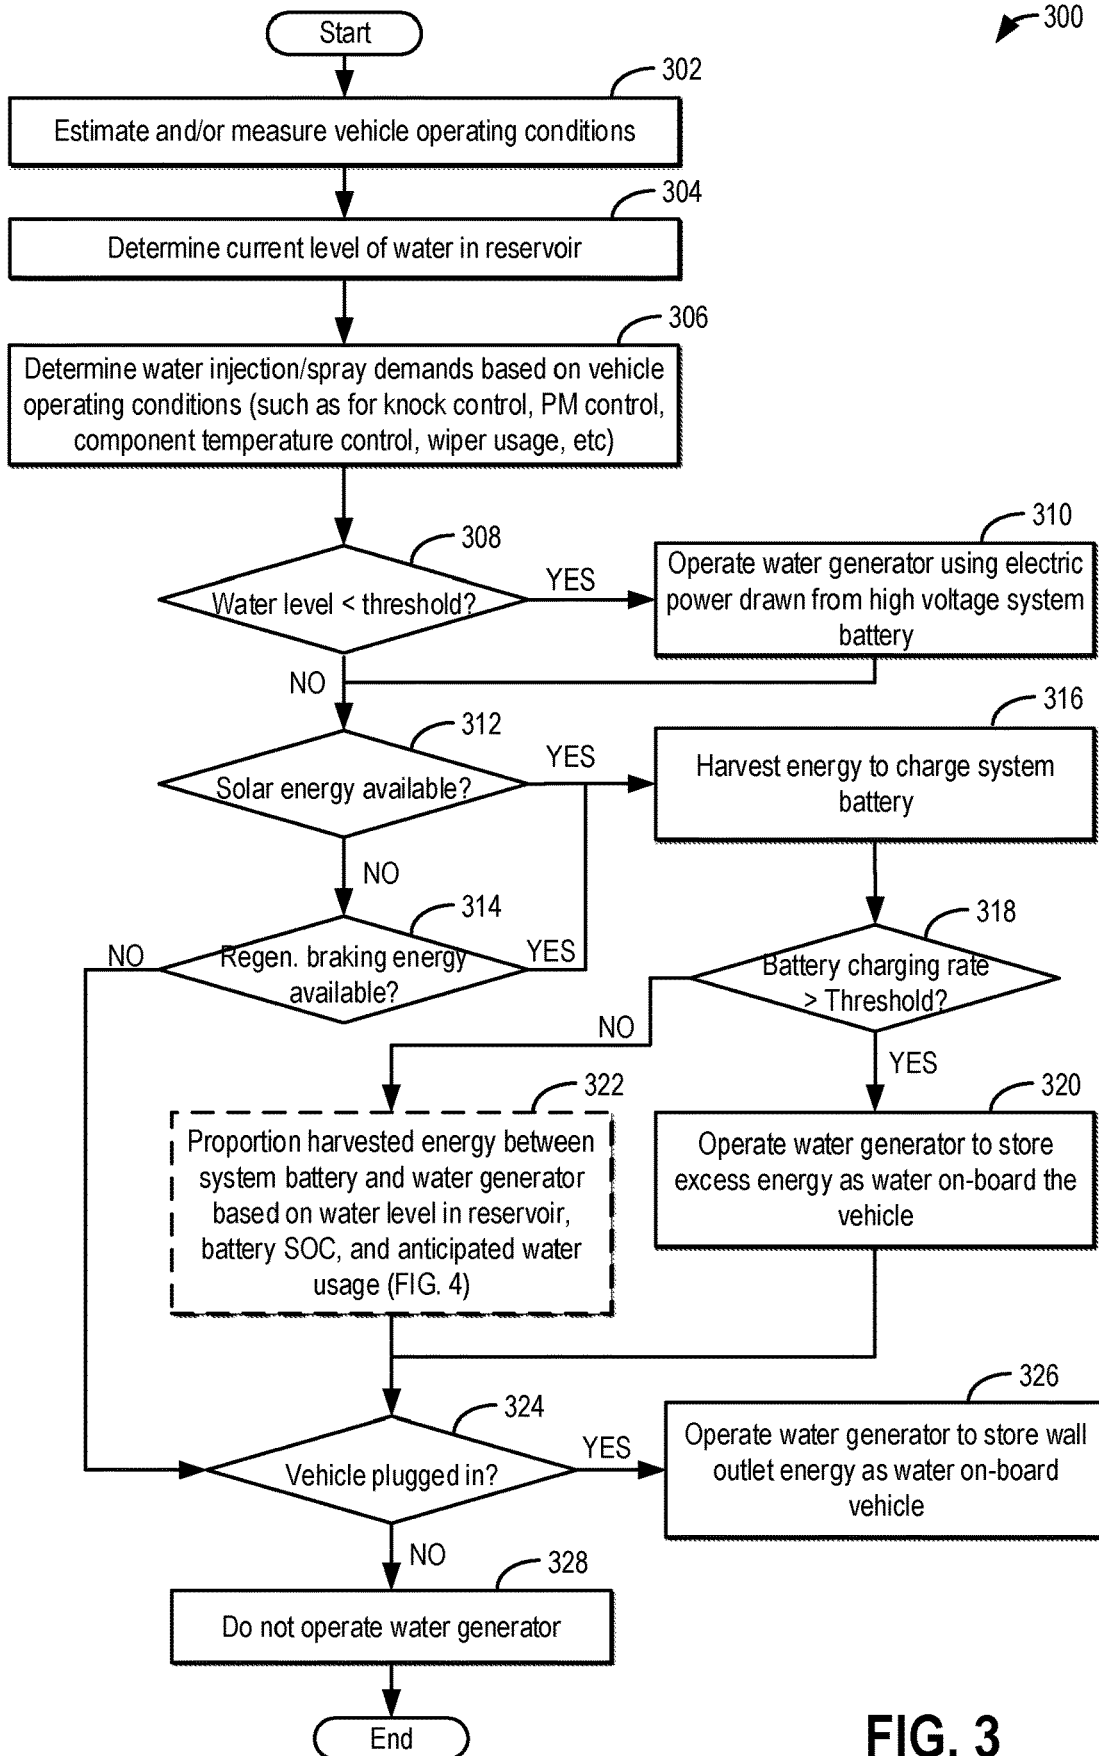 300
Start
302
Estimate and/or measure vehicle operating conditions
304
Determine current level of water in reservoir
306
Determine water injection/spray demands based on vehicle
operating conditions (such as for knock control, PM control,
component temperature control, wiper usage, etc)
308
Water level < threshold?
YES
310
Operate water generator using electric
power drawn from high voltage system
battery
NO
312
Solar energy available?
YES
316
Harvest energy to charge system
battery
NO
314
Regen. braking energy
available?
YES
NO
318
Battery charging rate
> Threshold?
NO
YES
322
Proportion harvested energy between
system battery and water generator
based on water level in reservoir,
battery SOC, and anticipated water
usage (FIG. 4)
320
Operate water generator to store
excess energy as water on-board the
vehicle
324
Vehicle plugged in?
YES
326
Operate water generator to store wall
outlet energy as water on-board
vehicle
NO
328
Do not operate water generator
End
FIG. 3